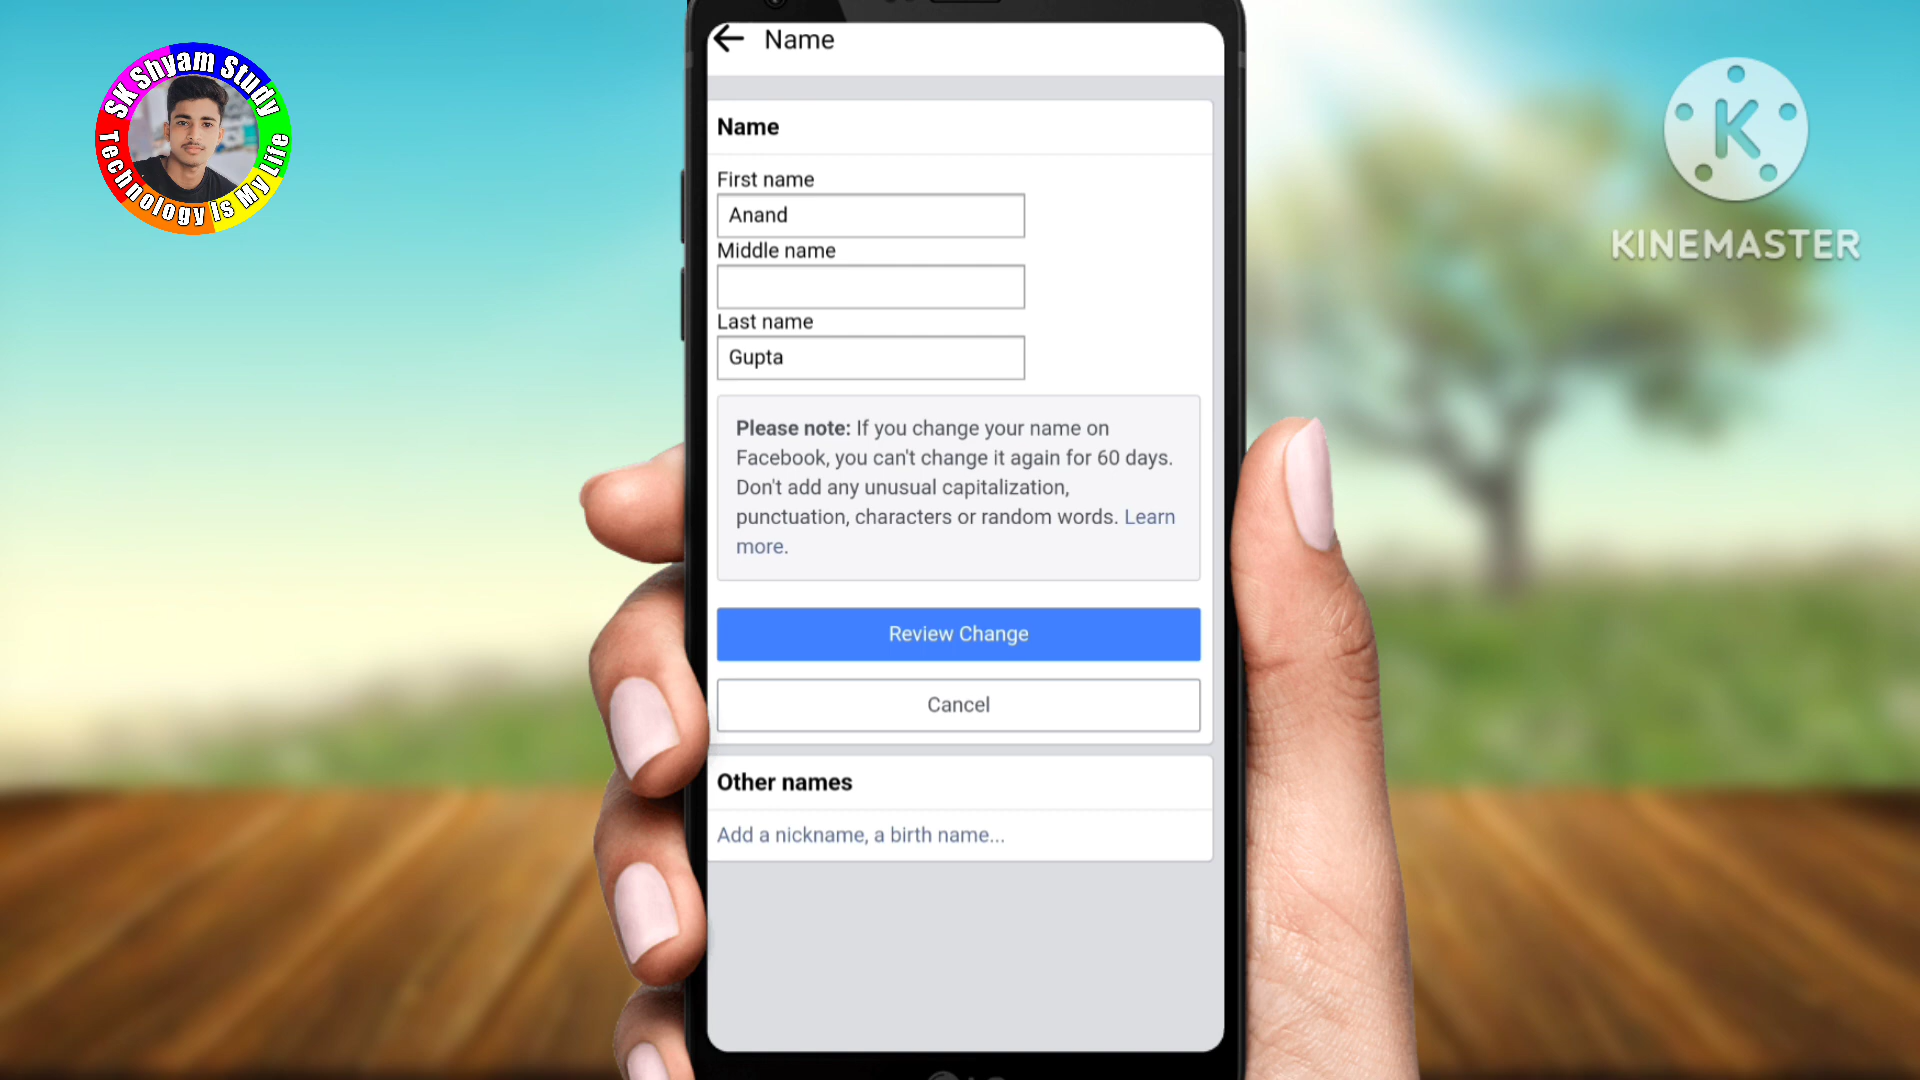 SK Shyam Study
Technology Is My Life
K
KINEMASTER
Name
Name
First name
Anand
Middle name
Last name
Gupta
Please note: If you change your name on
Facebook, you can't change it again for 60 days.
Don't add any unusual capitalization,
punctuation, characters or random words. Learn
more.
Review Change
Cancel
Other names
Add a nickname, a birth name...